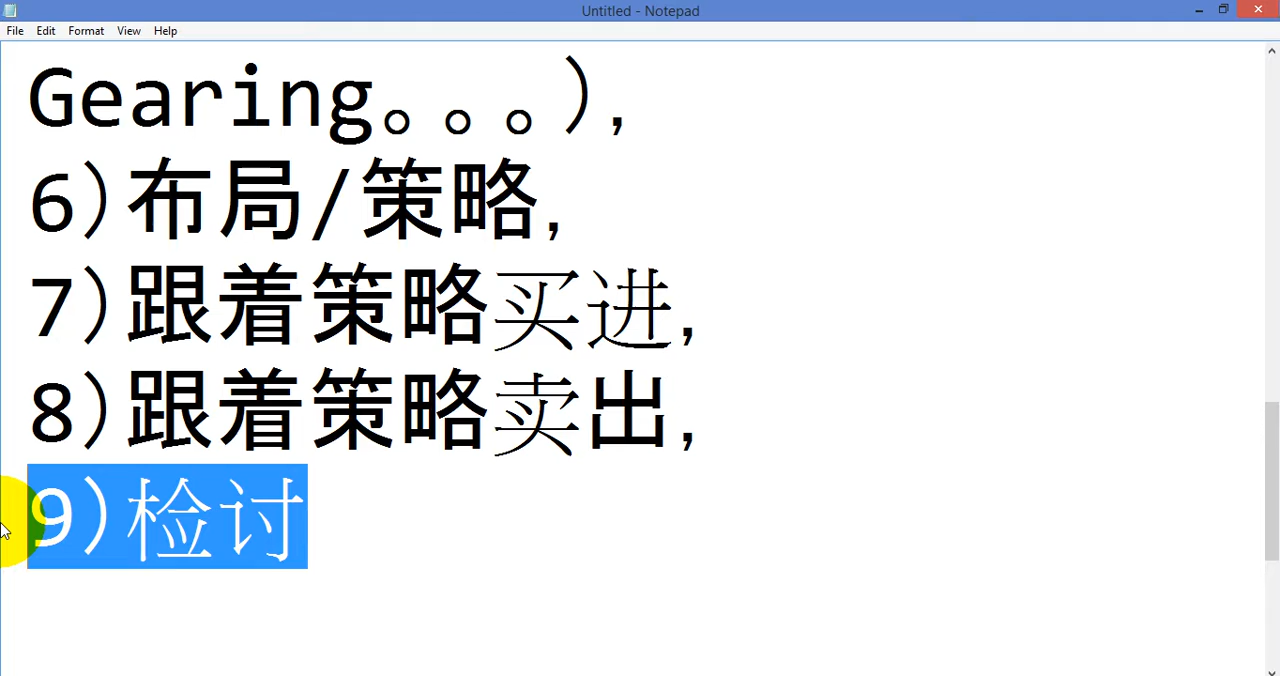 Untitled - Notepad
File Edit Format View Help
Gearing。。。),
6)布局/策略,
7)跟着策略买进,
8)跟着策略卖出,
9)检讨